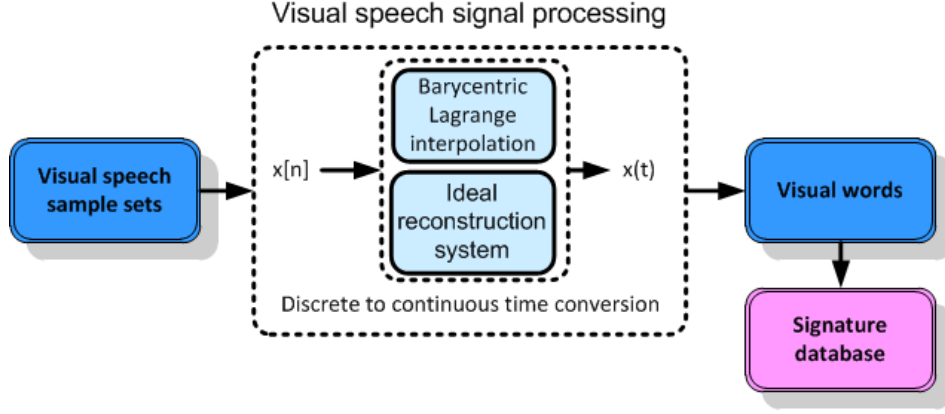 Visual speech signal processing
Visual speech
sample sets
x[n]
Barycentric
Lagrange
interpolation
Ideal
reconstruction
system
x(t)
Discrete to continuous time conversion
Visual words
Signature
database